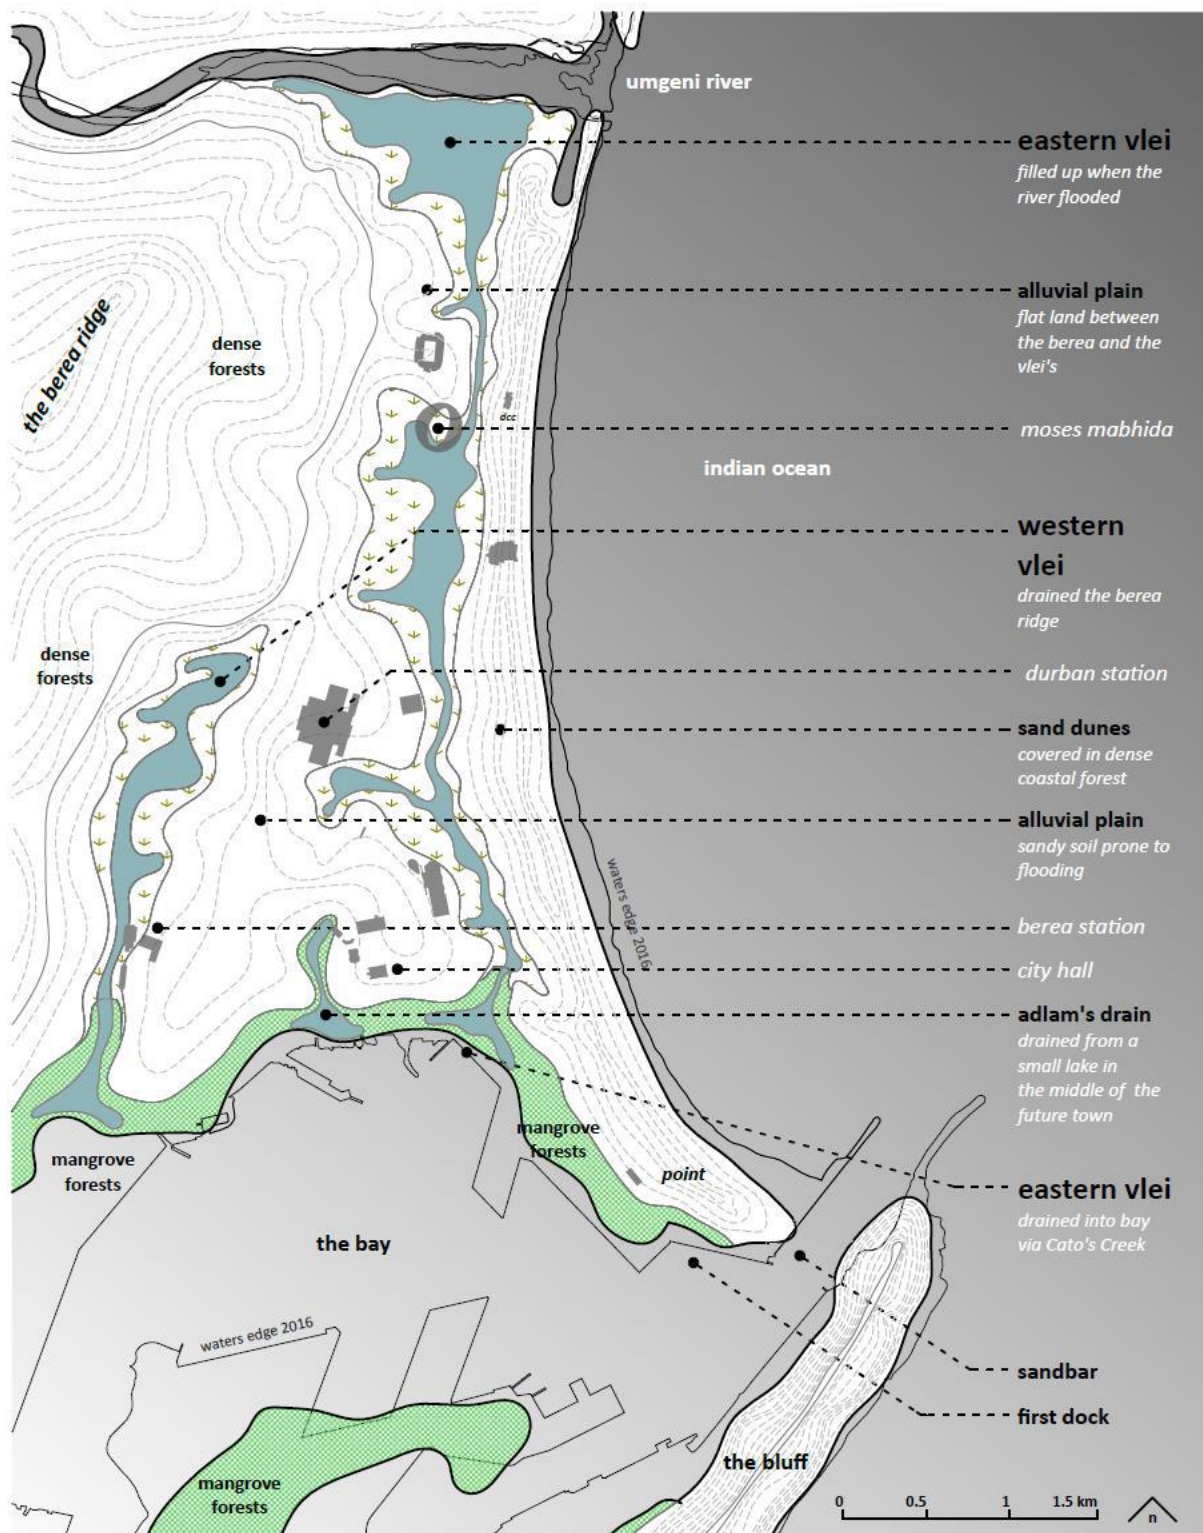 umgeni river
eastern vlei
filled up when the
river flooded
alluvial plain
flat land between
the berea and the
vlei's
the berea ridge
dense
forests
dcc
moses mabhida
indian ocean
western
vlei
drained the berea
ridge
dense
forests
durban station
sand dunes
covered in dense
coastal forest
alluvial plain
sandy soil prone to
flooding
waters edge 2016
berea station
city hall
adlam's drain
drained from a
small lake in
the middle of the
future town
mangrove
forests
mangrove
forests
point
eastern vlei
drained into bay
via Cato's Creek
the bay
waters edge 2016
sandbar
first dock
the bluff
mangrove
forests
0 0.5 1 1.5 km
n